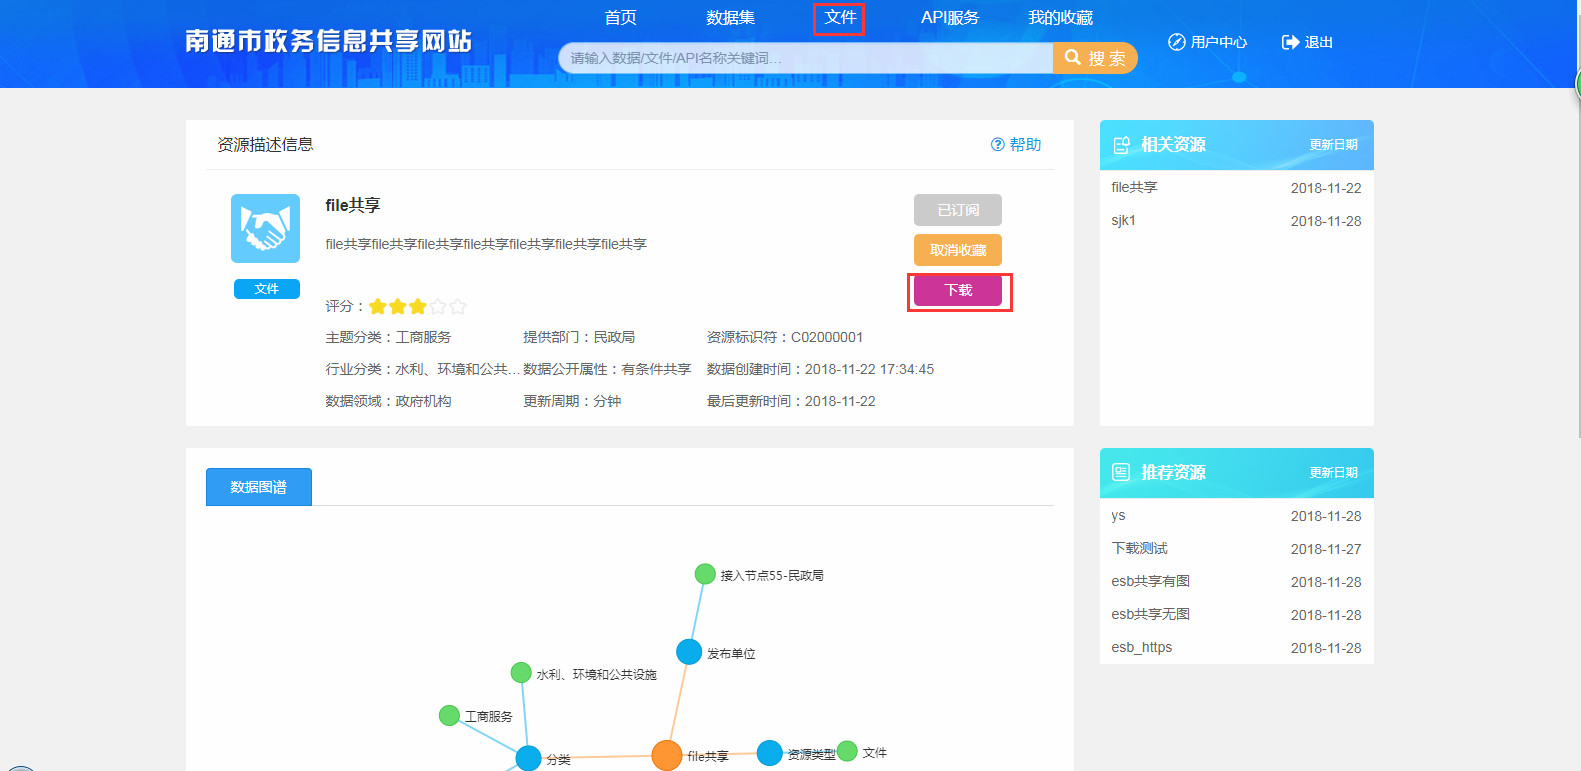 首页
数据集
文件
API服务
我的收藏
南通市政务信息共享网站
请输入数据/文件/API名称关键词...
搜 索
用户中心
退出
资源描述信息
帮助
file共享
file共享file共享file共享file共享file共享file共享file共享
文件
已订阅
取消收藏
下载
评分：
主题分类：工商服务
提供部门：民政局
资源标识符：C02000001
行业分类：水利、环境和公共...
数据公开属性：有条件共享
数据创建时间：2018-11-22 17:34:45
数据领域：政府机构
更新周期：分钟
最后更新时间：2018-11-22
相关资源
更新日期
file共享
2018-11-22
sjk1
2018-11-28
推荐资源
更新日期
ys
2018-11-28
下载测试
2018-11-27
esb共享有图
2018-11-28
esb共享无图
2018-11-28
esb_https
2018-11-28
数据图谱
接入节点55-民政局
发布单位
水利、环境和公共设施
工商服务
分类
file共享
资源类型
文件